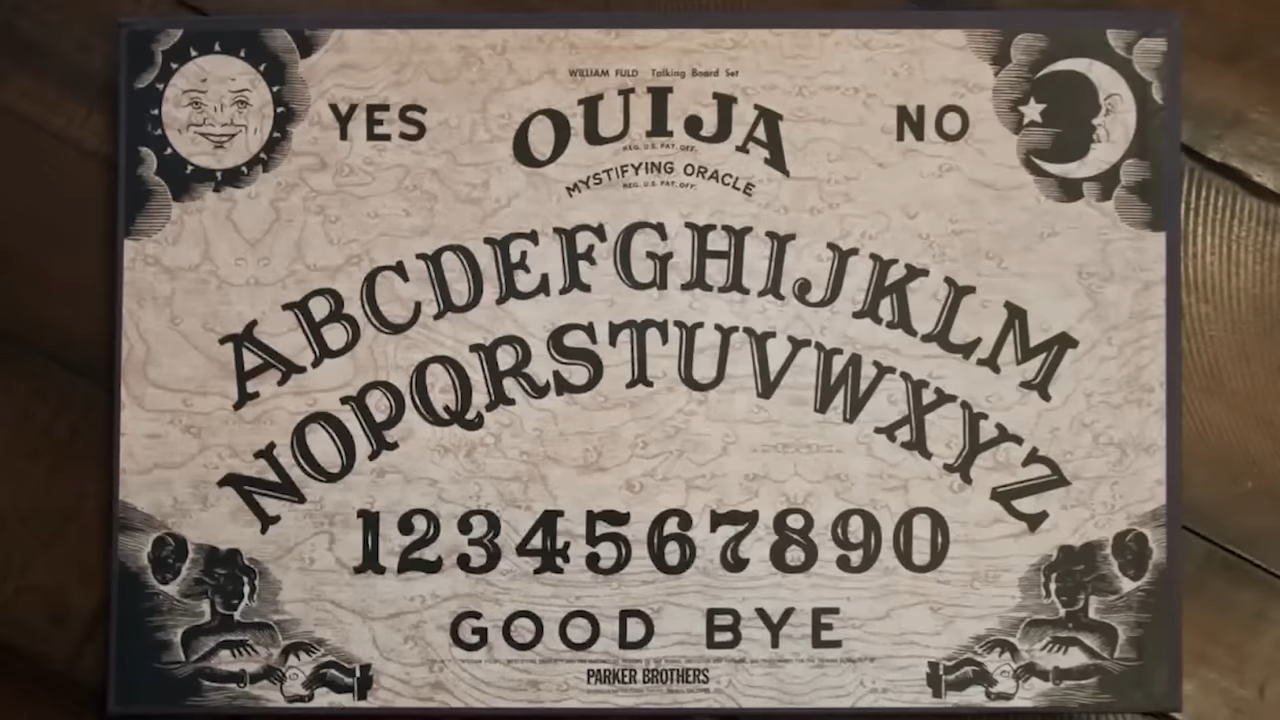 WILLIAM FULD Talking Board Set
YES OUIJA NO
REG. U.S. PAT. OFF.
MYSTIFYING ORACLE
REG. U.S. PAT. OFF.
ABCDEFGHIJKLM
NOPQRSTUVWXYZ
1234567890
GOOD BYE
PARKER BROTHERS